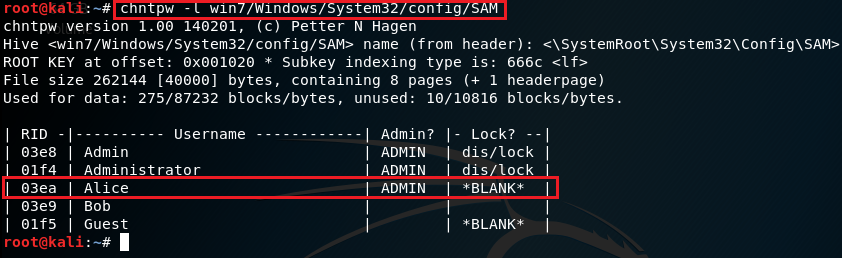 root@kali:~# chntpw -l win7/Windows/System32/config/SAM
chntpw version 1.00 140201, (c) Petter N Hagen
Hive <win7/Windows/System32/config/SAM> name (from header): <\SystemRoot\System32\Config\SAM>
ROOT KEY at offset: 0x001020 * Subkey indexing type is: 666c <lf>
File size 262144 [40000] bytes, containing 8 pages (+ 1 headerpage)
Used for data: 275/87232 blocks/bytes, unused: 10/10816 blocks/bytes.
| RID -|---------- Username ------------| Admin? |- Lock? --|
| 03e8 | Admin                          | ADMIN  | dis/lock |
| 01f4 | Administrator                  | ADMIN  | dis/lock |
| 03ea | Alice                          | ADMIN  | *BLANK*  |
| 03e9 | Bob                            |        |          |
| 01f5 | Guest                          |        | *BLANK*  |
root@kali:~#